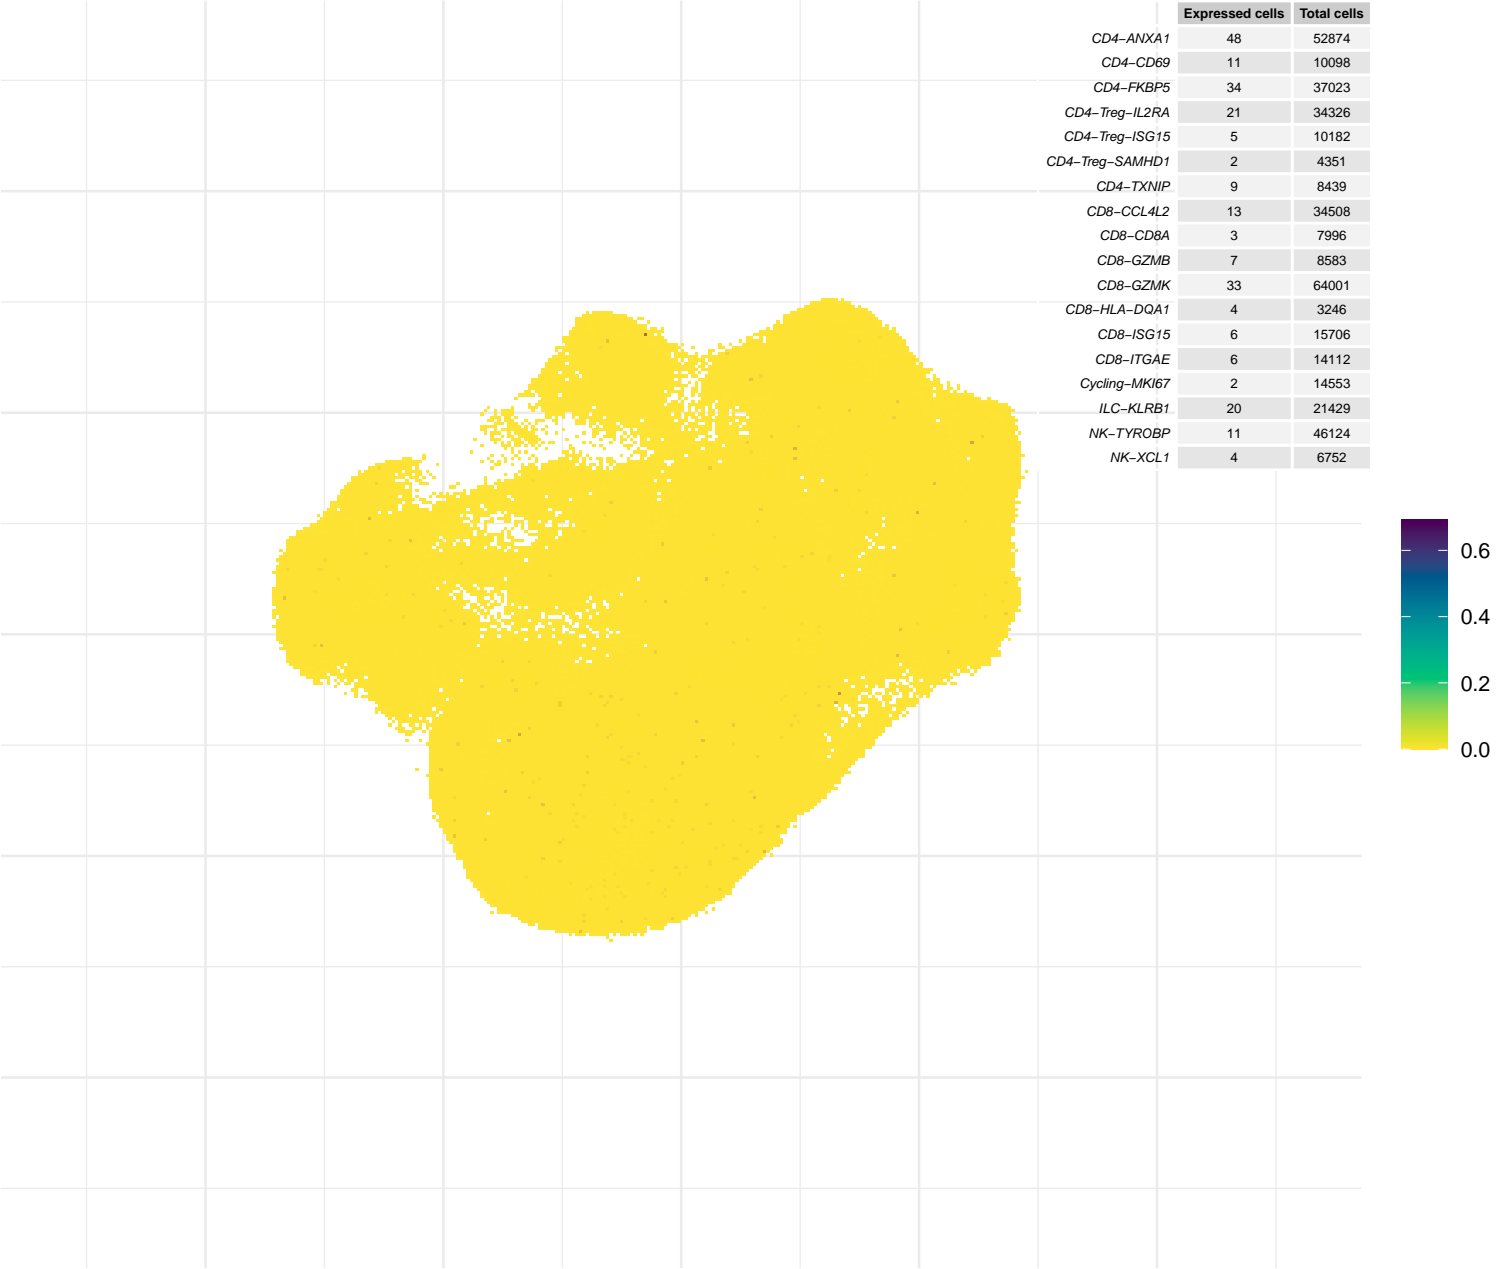 Expressed cells Total cells
CD4−ANXA1 48 52874
CD4−CD69 11 10098
CD4−FKBP5 34 37023
CD4−Treg−IL2RA 21 34326
CD4−Treg−ISG15 5 10182
CD4−Treg−SAMHD1 2 4351
CD4−TXNIP 9 8439
CD8−CCL4L2 13 34508
CD8−CD8A 3 7996
CD8−GZMB 7 8583
CD8−GZMK 33 64001
CD8−HLA−DQA1 4 3246
CD8−ISG15 6 15706
CD8−ITGAE 6 14112
Cycling−MKI67 2 14553
ILC−KLRB1 20 21429
NK−TYROBP 11 46124
NK−XCL1 4 6752
0.6
0.4
0.2
0.0